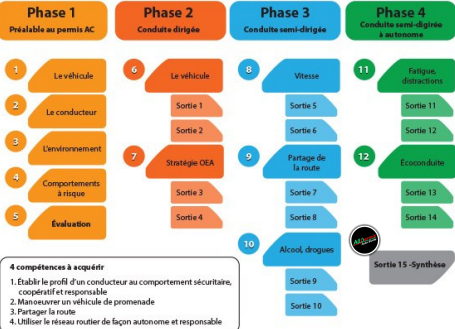 Phase 1
Préalable au permis AC
Phase 2
Conduite dirigée
Phase 3
Conduite semi-dirigée
Phase 4
Conduite semi-digirée
à autonome
1
Le véhicule
2
Le conducteur
3
L'environnement
4
Comportements
à risque
5
Évaluation
6
Le véhicule
Sortie 1
Sortie 2
7
Stratégie OEA
Sortie 3
Sortie 4
8
Vitesse
Sortie 5
Sortie 6
9
Partage de
la route
Sortie 7
Sortie 8
10
Alcool, drogues
Sortie 9
Sortie 10
11
Fatigue,
distractions
Sortie 11
Sortie 12
12
Écoconduite
Sortie 13
Sortie 14
Sortie 15 -Synthèse
4 compétences à acquérir
1. Établir le profil d'un conducteur au comportement sécuritaire,
coopératif et responsable
2. Manoeuvrer un véhicule de promenade
3. Partager la route
4. Utiliser le réseau routier de façon autonome et responsable